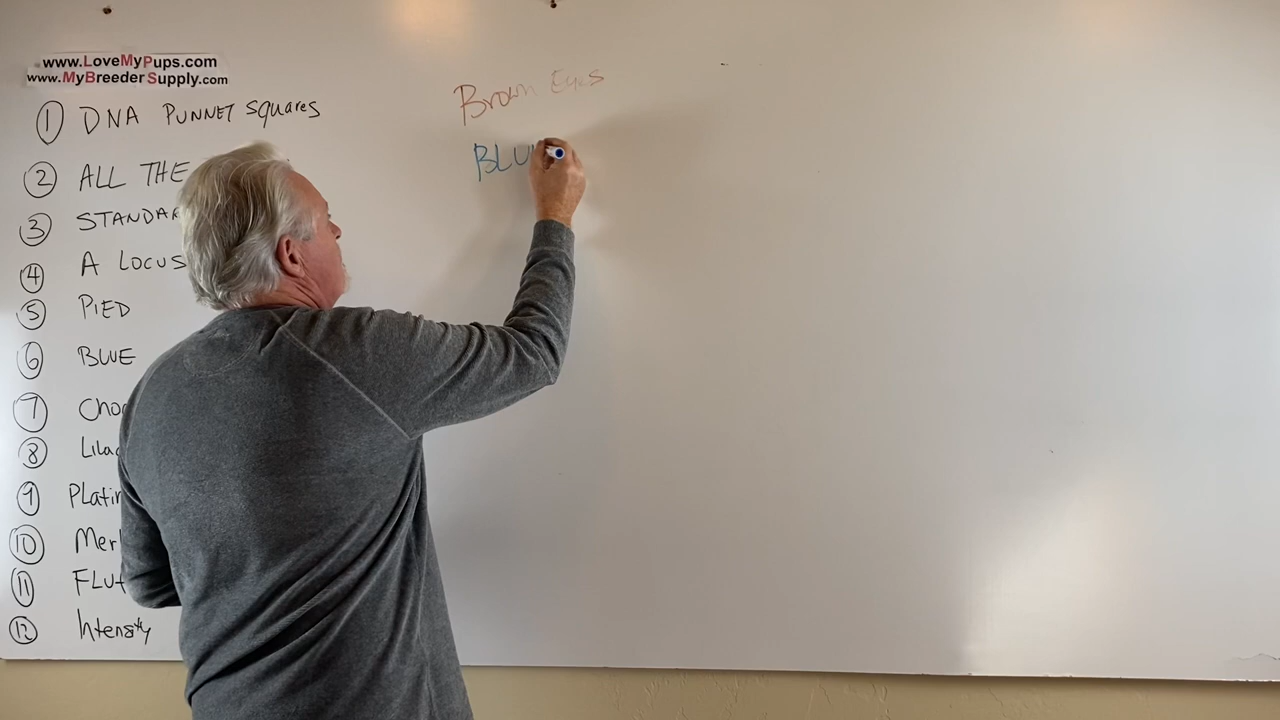 www.LoveMyPups.com
www.MyBreederSupply.com
1 DNA PUNNET Squares
2 ALL THE
3 STANDAR
4 A LOCUS
5 PIED
6 BLUE
7 Cho
8 Lila
9 PLatin
10 Mer
11 FLu
12 Intensity
Brown Eyes
BLU